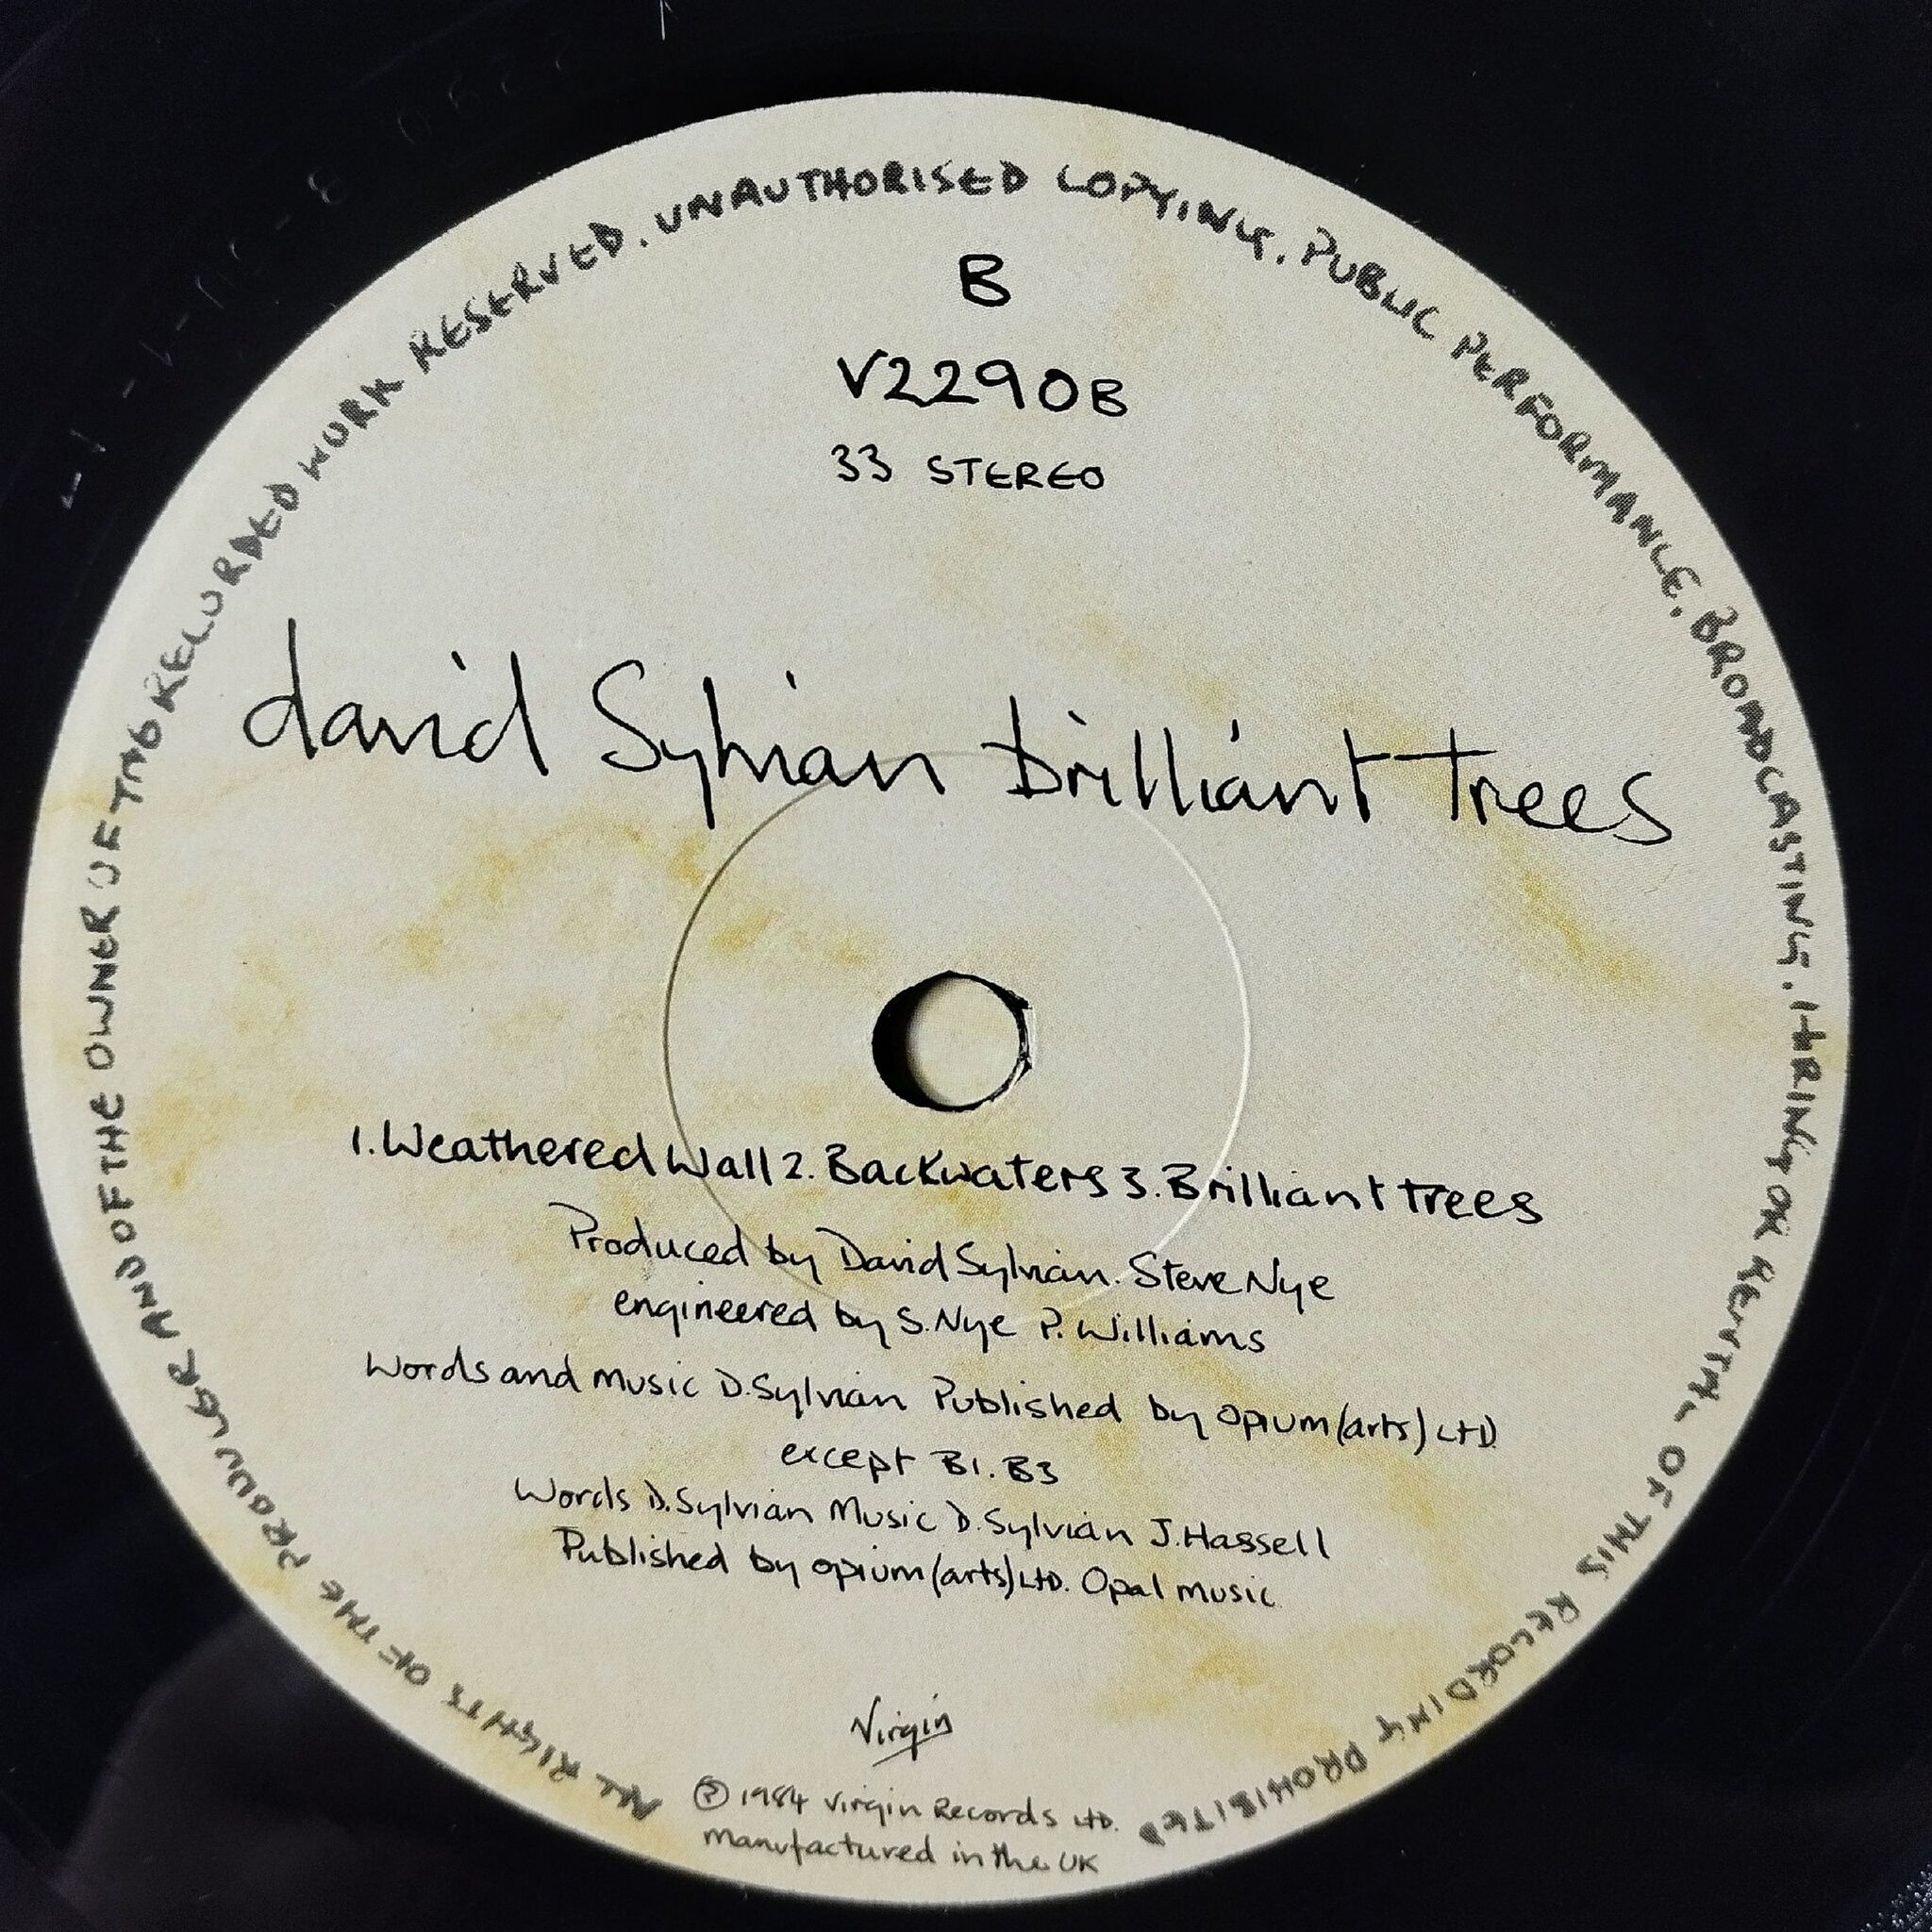 B
V2290B
33 STEREO
david Sylvian Brilliant trees
1. Weathered Wall 2. Backwaters 3. Brilliant trees
Produced by David Sylvian. Steve Nye
engineered by S. Nye P. Williams
Words and Music D. Sylvian Published by opium (arts) LTD
except B1. B3
Words D. Sylvian Music D. Sylvian J. Hassell
Published by opium (arts) LTD. Opal music
Virgin
Ⓟ 1984 Virgin Records LTD.
manufactured in the UK
ALL RIGHTS OF THE PRODUCER AND OF THE OWNER OF THE RECORDED WORK RESERVED. UNAUTHORISED COPYING. PUBLIC PERFORMANCE. BROADCASTING. HIRING OR RENTAL OF THIS RECORDING PROHIBITED